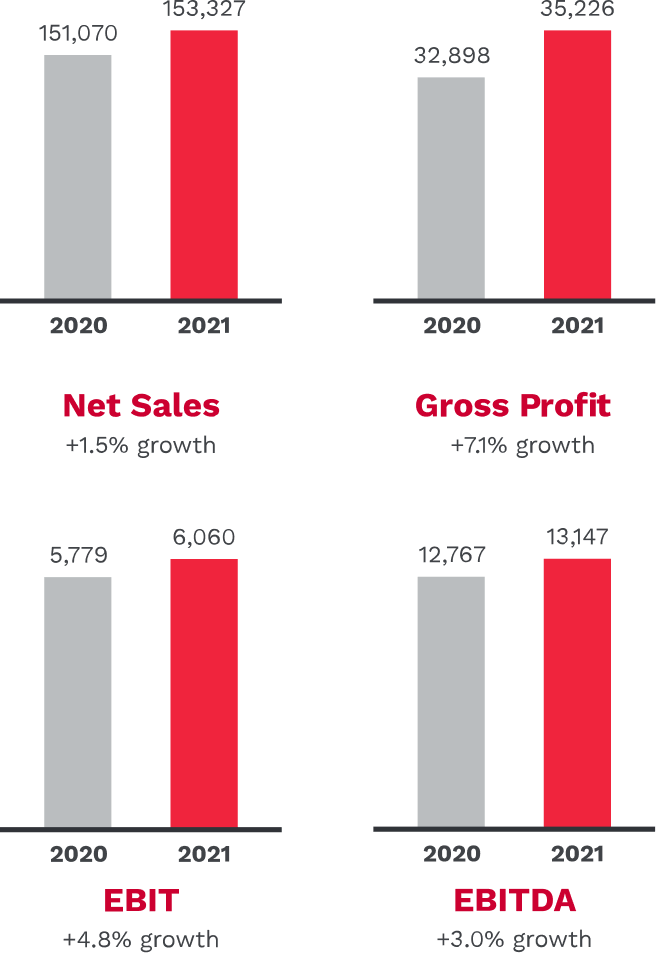 151,070 153,327
2020 2021
Net Sales
+1.5% growth
32,898 35,226
2020 2021
Gross Profit
+7.1% growth
5,779 6,060
2020 2021
EBIT
+4.8% growth
12,767 13,147
2020 2021
EBITDA
+3.0% growth